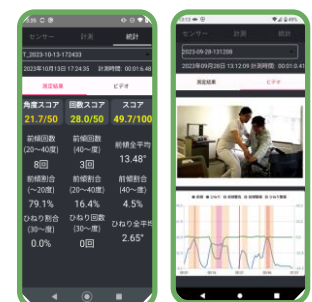 センサー 計測 統計
T_2023-10-13-172433
2023年10月13日 17:24:35 計測時間: 00:01:6.48
測定結果 ビデオ
角度スコア 回数スコア スコア
21.7/50 28.0/50 49.7/100
前傾回数 前傾回数 前傾全平均
(20〜40度) (40〜度) 13.48°
8回 3回
前傾割合 前傾割合 前傾割合
(〜20度) (20〜40度) (40〜度)
79.1% 16.4% 4.5%
ひねり割合 ひねり回数 ひねり全平均
(30〜度) (30〜度) 2.65°
0.0% 0回
センサー 計測 統計
2023-09-28-131208
2023年09月28日 13:12:09 計測時間: 00:01:0.41
測定結果 ビデオ
前傾 ひねり 前傾警告